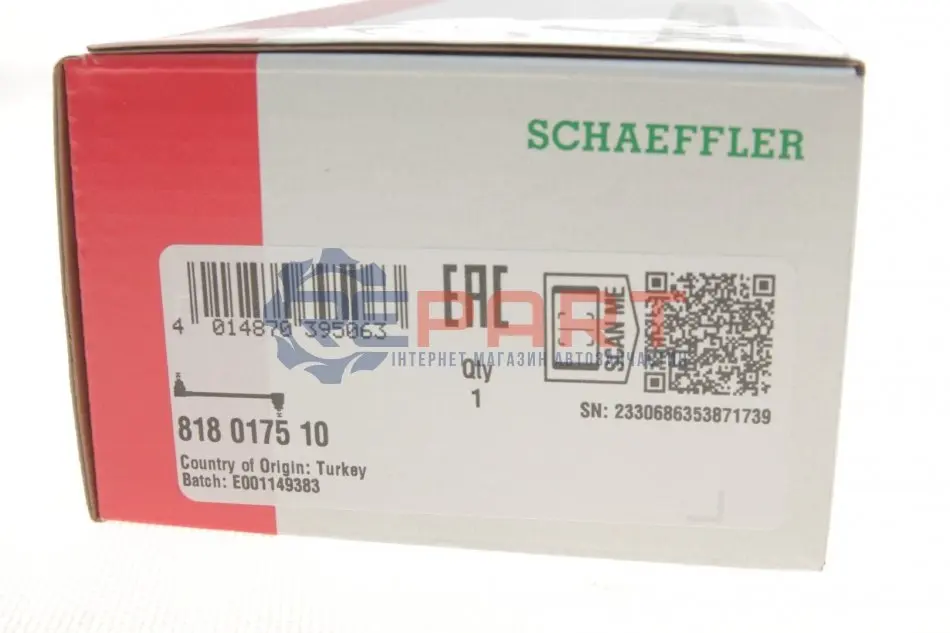 SCHAEFFLER
4 014870 395063
EAC
SCAN ME
Qty
1
SN: 2330686353871739
818 0175 10
Country of Origin: Turkey
Batch: E001149383
PART
ІНТЕРНЕТ МАГАЗИН АВТОЗАПЧАСТИН